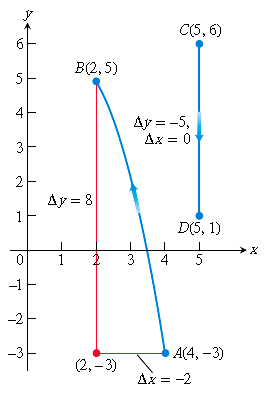 y
C(5, 6)
6
B(2, 5)
5
4
Δy = –5,
Δx = 0
3
2
Δy = 8
1
D(5, 1)
0
1
2
3
4
5
x
–1
–2
–3
(2, –3)
A(4, –3)
Δx = –2